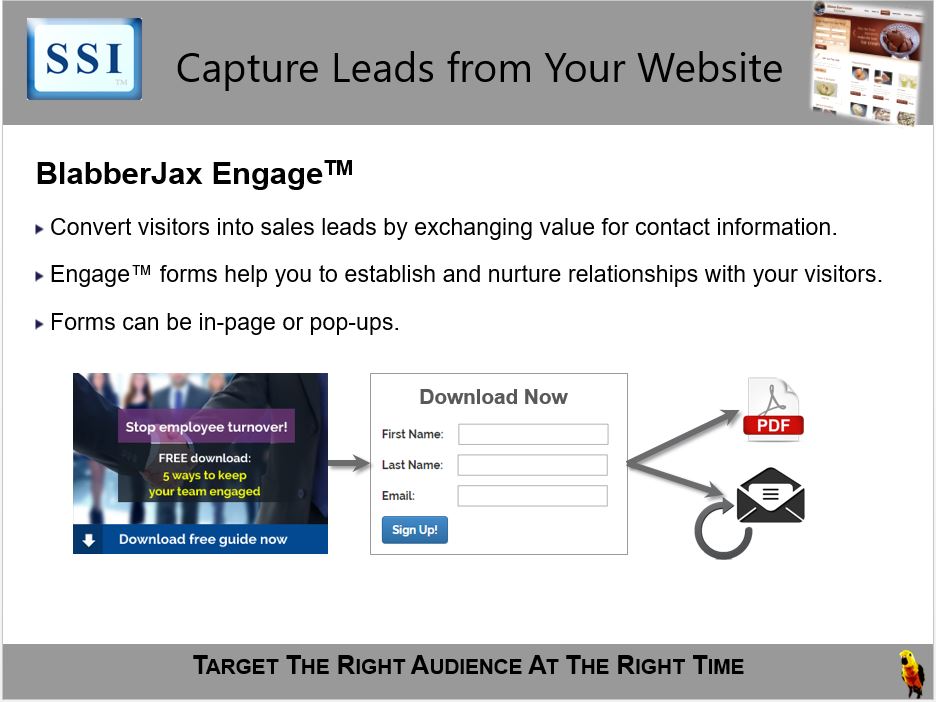 SSI
TM
Capture Leads from Your Website
BlabberJax Engage™
Convert visitors into sales leads by exchanging value for contact information.
Engage™ forms help you to establish and nurture relationships with your visitors.
Forms can be in-page or pop-ups.
Stop employee turnover!
FREE download:
5 ways to keep
your team engaged
Download free guide now
Download Now
First Name:
Last Name:
Email:
Sign Up!
PDF
TARGET THE RIGHT AUDIENCE AT THE RIGHT TIME